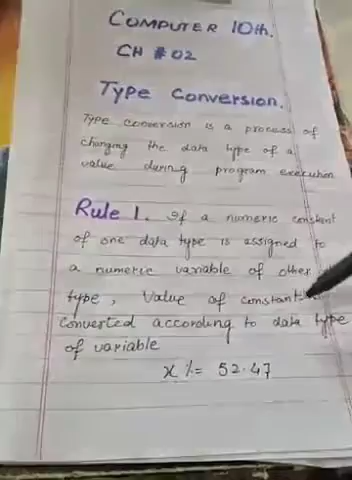 COMPUTER 10th.
CH # 02
Type Conversion.
Type conversion is a process of
changing the data type of a
value during program execution
Rule 1. If a numeric constant
of one data type is assigned to
a numeric variable of other
type, value of constant
converted according to data type
of variable
x %= 52.47